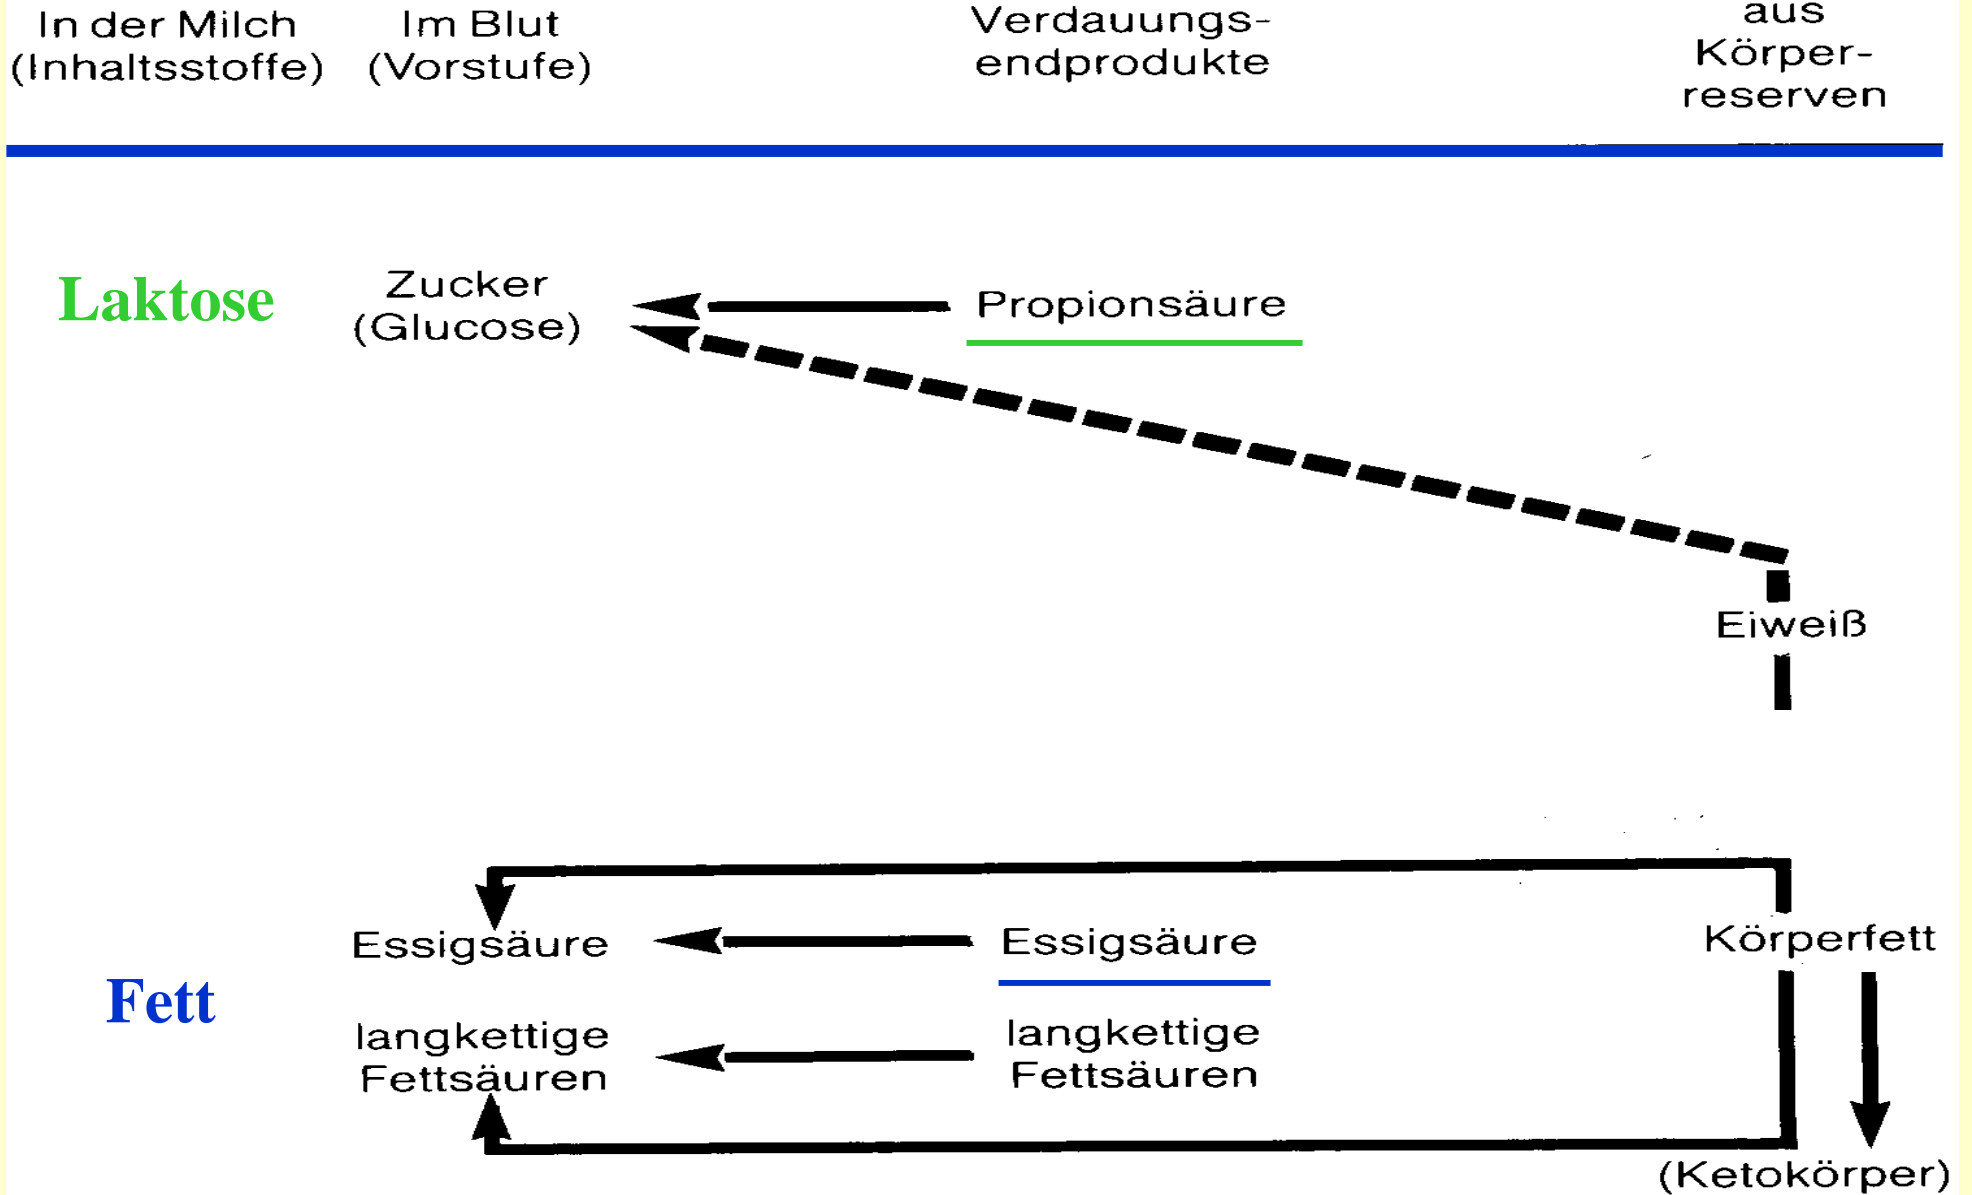 In der Milch
(Inhaltsstoffe)
Im Blut
(Vorstufe)
Verdauungs-
endprodukte
aus
Körper-
reserven
Laktose
Zucker
(Glucose)
Propionsäure
Eiweiß
Fett
Essigsäure
Essigsäure
Körperfett
langkettige
Fettsäuren
langkettige
Fettsäuren
(Ketokörper)